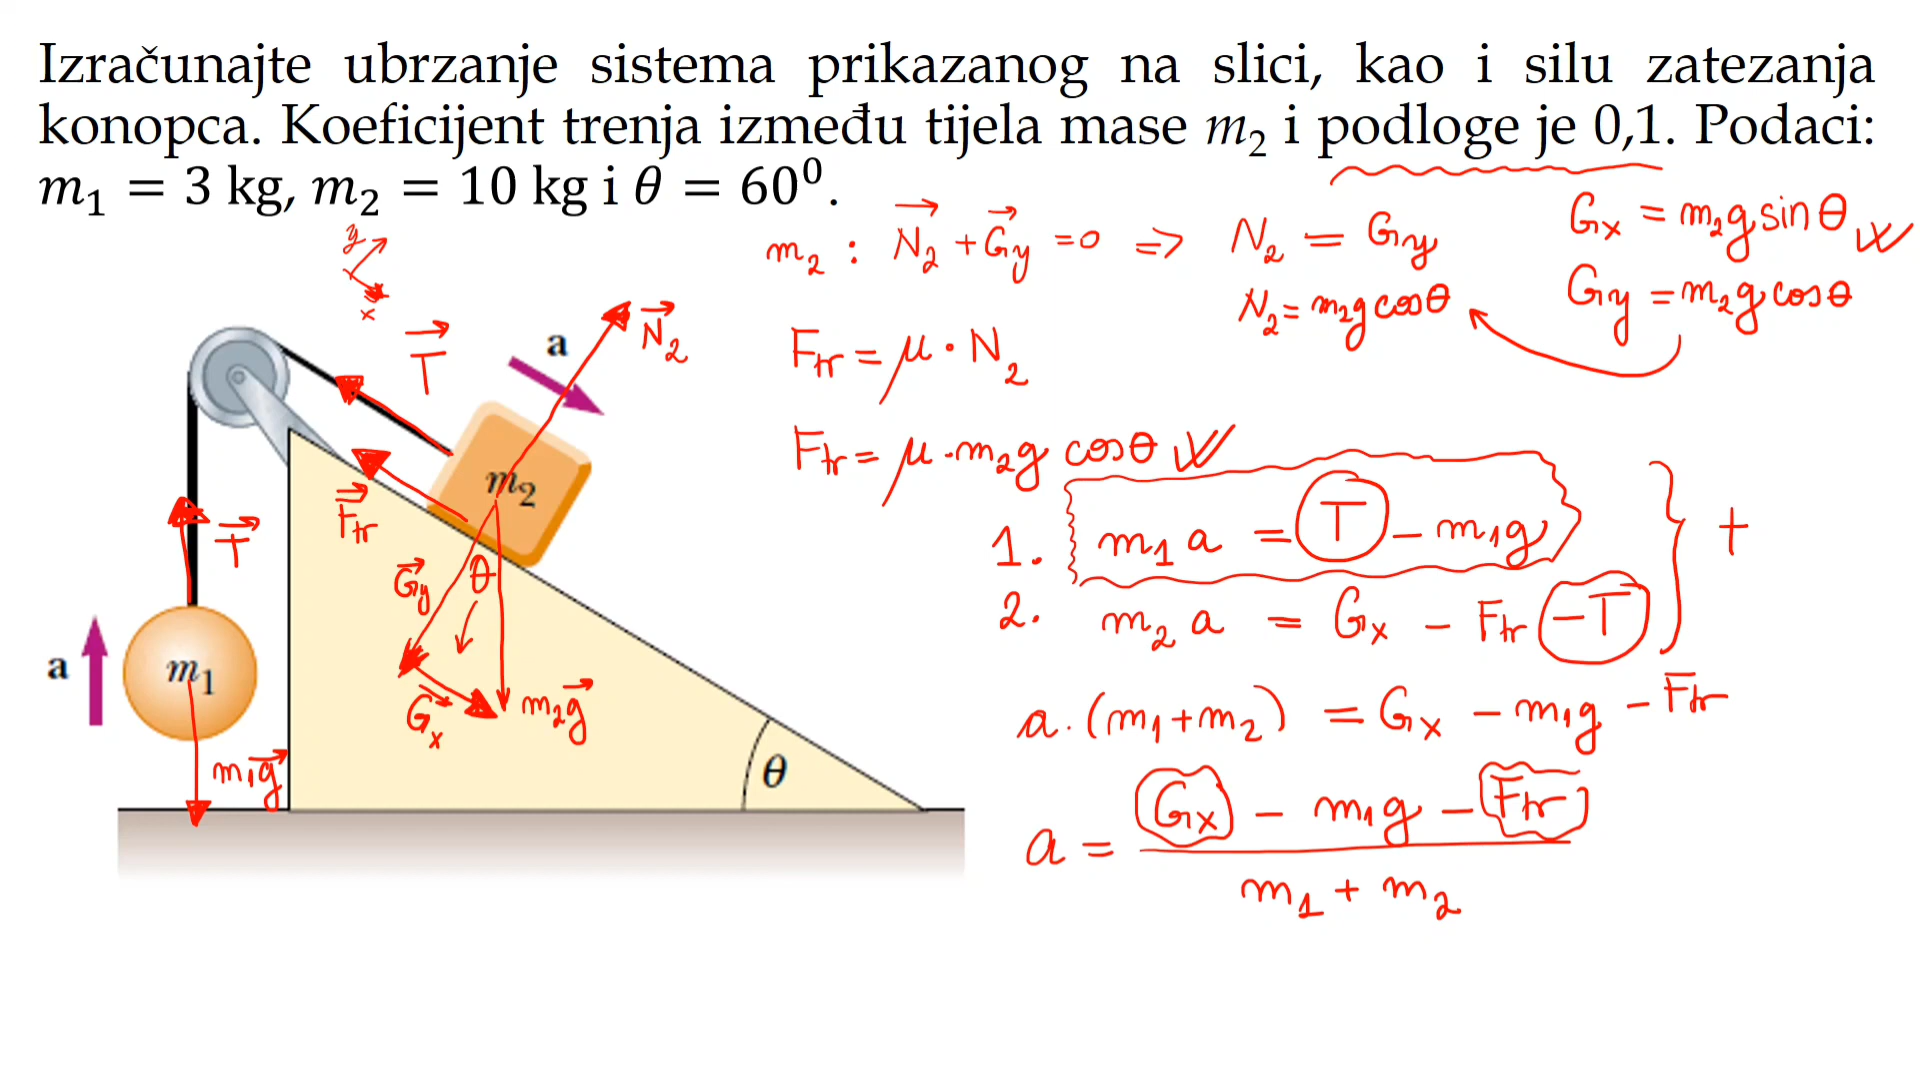 Izračunajte ubrzanje sistema prikazanog na slici, kao i silu zatezanja
konopca. Koeficijent trenja između tijela mase m₂ i podloge je 0,1. Podaci:
m₁ = 3 kg, m₂ = 10 kg i θ = 60⁰.
m₂ : N₂ + Gy = 0 => N₂ = Gy
Gx = m₂g sinθ
N₂ = m₂g cosθ
Gy = m₂g cosθ
Ftr = μ · N₂
Ftr = μ · m₂g cosθ
1. m₁ a = T - m₁g
2. m₂ a = Gx - Ftr - T
+
a · (m₁ + m₂) = Gx - m₁g - Ftr
a = Gx - m₁g - Ftr
m₁ + m₂
y
x
T
a
N₂
m₂
Ftr
T
Gy
θ
a
m₁
Gx
m₂g
m₁g
θ